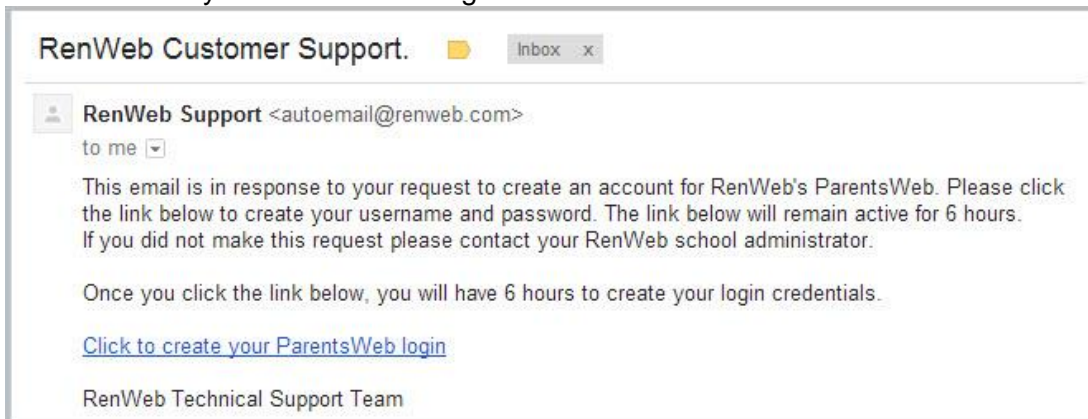 RenWeb Customer Support.
Inbox x
RenWeb Support <autoemail@renweb.com>
to me
This email is in response to your request to create an account for RenWeb's ParentsWeb. Please click
the link below to create your username and password. The link below will remain active for 6 hours.
If you did not make this request please contact your RenWeb school administrator.
Once you click the link below, you will have 6 hours to create your login credentials.
Click to create your ParentsWeb login
RenWeb Technical Support Team